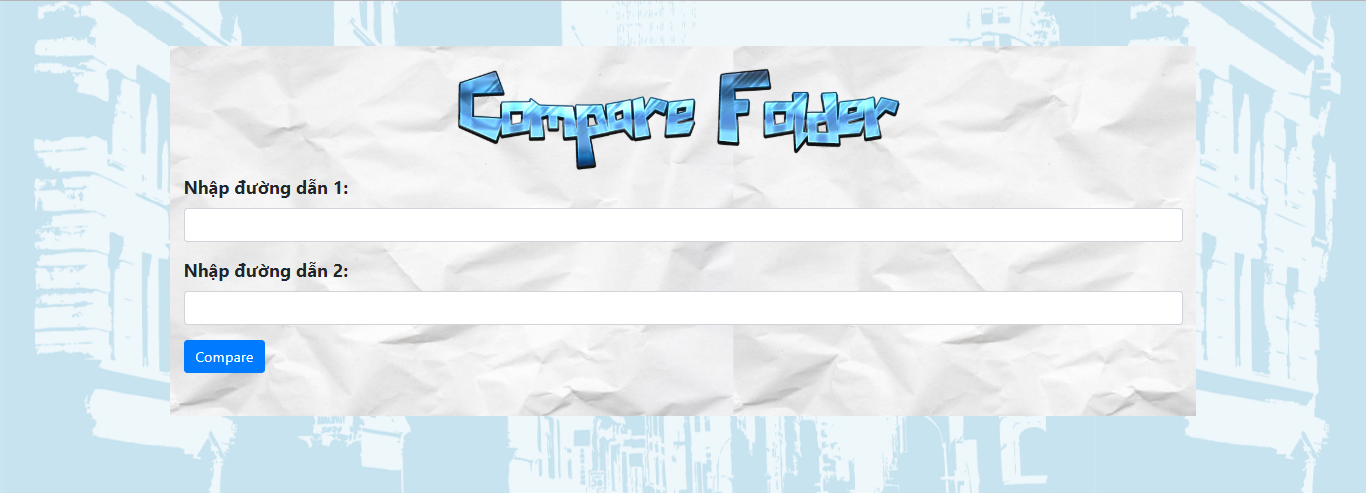 Compare Folder
Nhập đường dẫn 1:
Nhập đường dẫn 2:
Compare